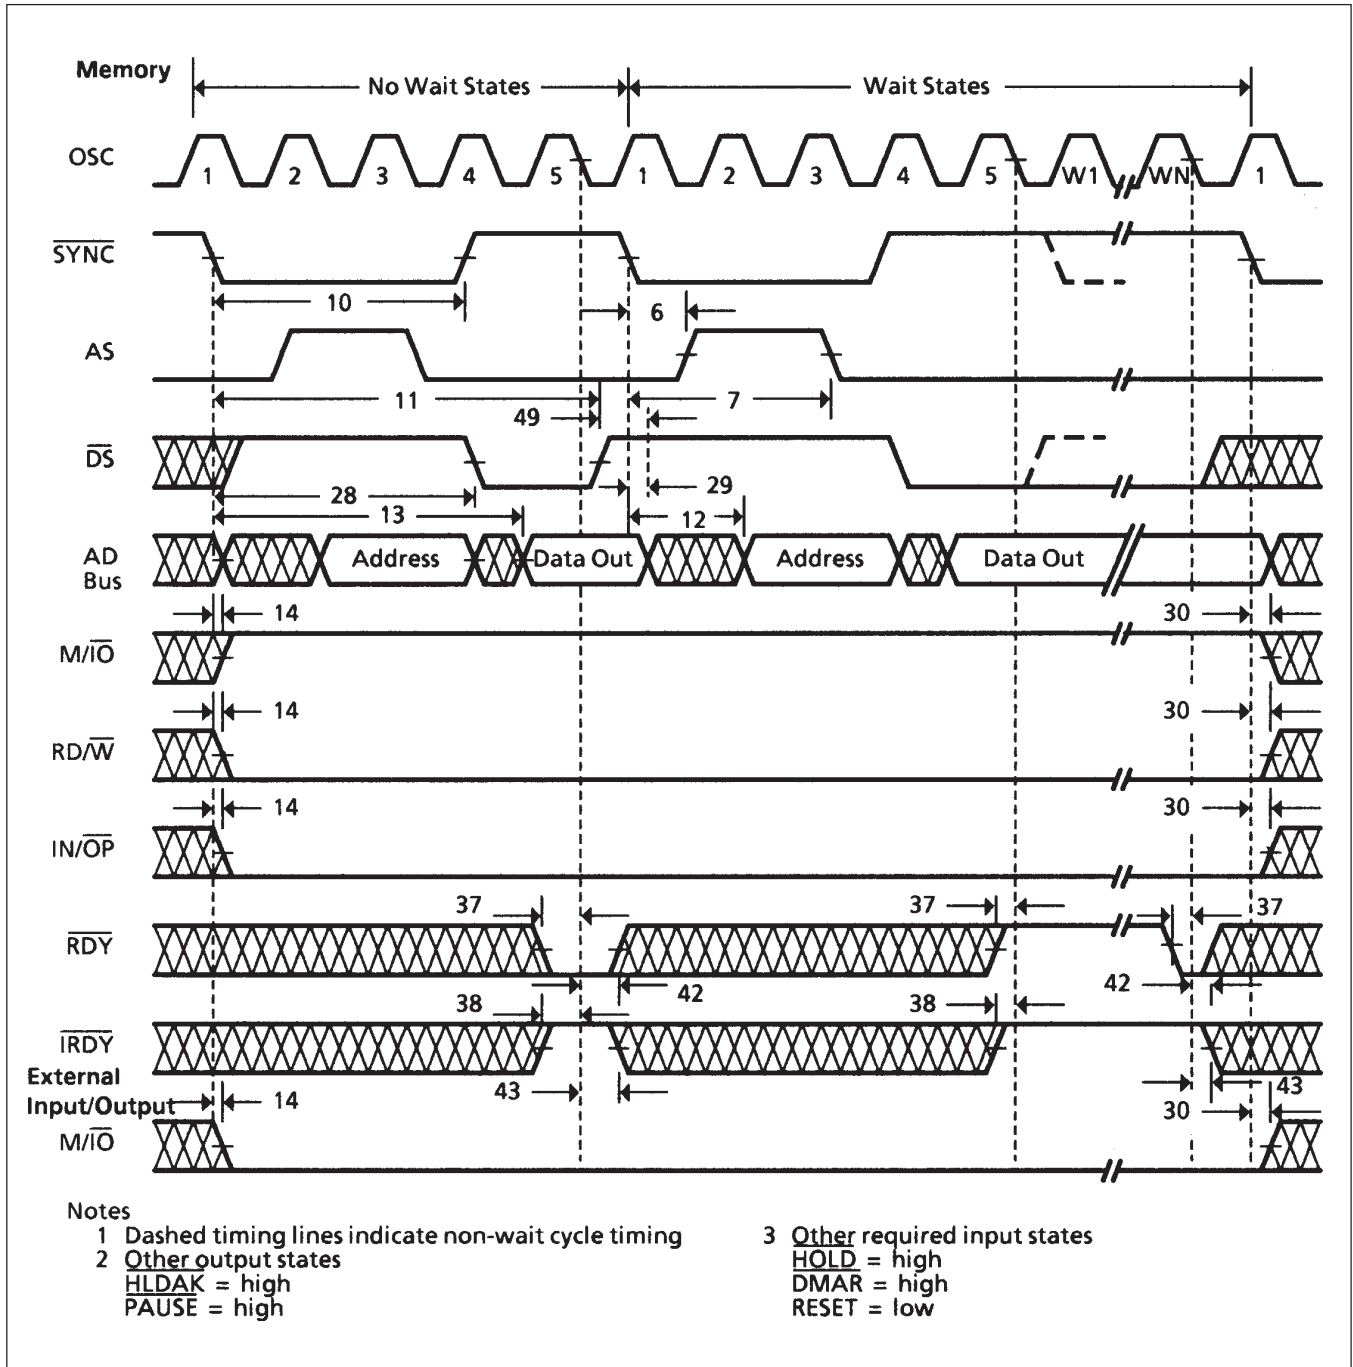 Memory
No Wait States
Wait States
OSC 1 2 3 4 5 1 2 3 4 5 W1 WN 1
SYNC
10
6
AS
11
7
49
DS
28
29
13
12
AD Bus Address Data Out Address Data Out
14 30
M/IO
14 30
RD/W
14 30
IN/OP
37 37 37
RDY
42 42
38 38
IRDY
43 43
External
Input/Output
14 30
M/IO
Notes
1 Dashed timing lines indicate non-wait cycle timing
2 Other output states
HLDAK = high
PAUSE = high
3 Other required input states
HOLD = high
DMAR = high
RESET = low